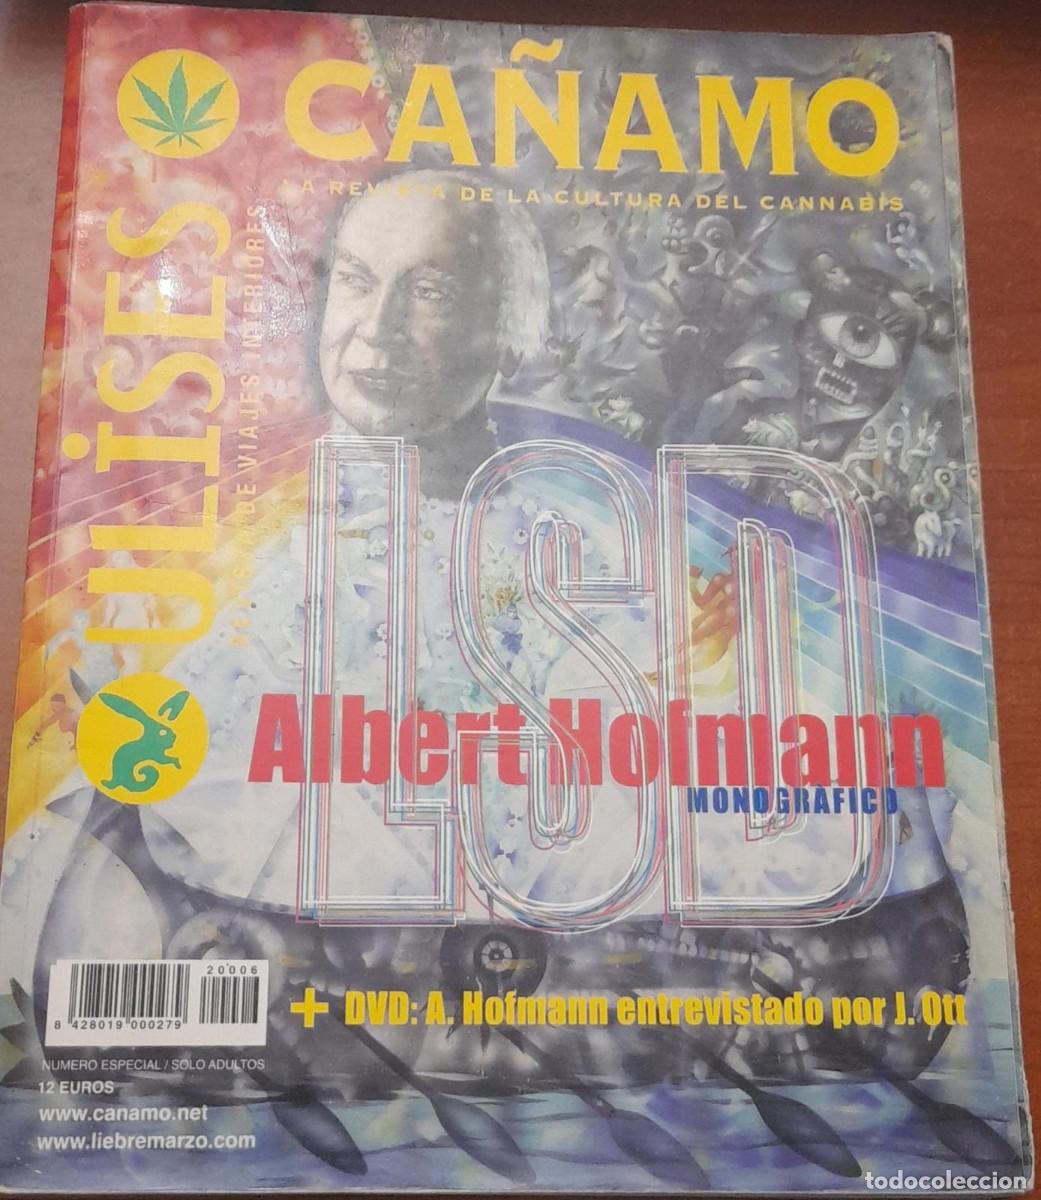 CAÑAMO
LA REVISTA DE LA CULTURA DEL CANNABIS
ULİSES
REVISTA DE VIAJES INTERIORES
LSD
Albert Hofmann
MONOGRÁFICO
+ DVD: A. Hofmann entrevistado por J. Ott
20006
8 428019 000279
NUMERO ESPECIAL / SOLO ADULTOS
12 EUROS
www.canamo.net
www.liebremarzo.com
todocoleccion